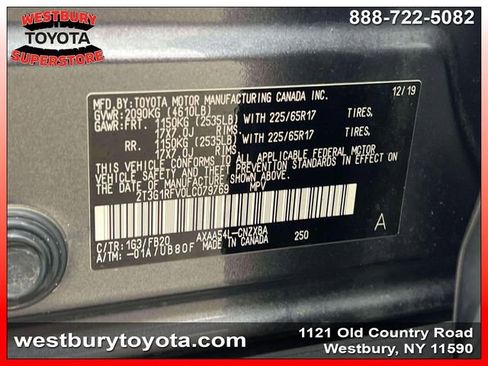 WESTBURY
TOYOTA
SUPERSTORE
888-722-5082
MFD. BY: TOYOTA MOTOR MANUFACTURING CANADA INC. 12/19
GVWR: 2090KG (4610LB)
GAWR: FRT. 1150KG (2535LB) WITH 225/65R17 TIRES,
17X7.0J RIMS,
RR. 1150KG (2535LB) WITH 225/65R17 TIRES,
17X7.0J RIMS,
THIS VEHICLE CONFORMS TO ALL APPLICABLE FEDERAL MOTOR
VEHICLE SAFETY AND THEFT PREVENTION STANDARDS IN EFFECT
ON THE DATE OF MANUFACTURE SHOWN ABOVE.
2T3G1RFV0LC079769 MPV
A
C/TR: 1G3/FB20 AXAA54L-CNZXBA 250
A/TM: -01A/UB80F MADE IN CANADA
westburytoyota.com
1121 Old Country Road
Westbury, NY 11590